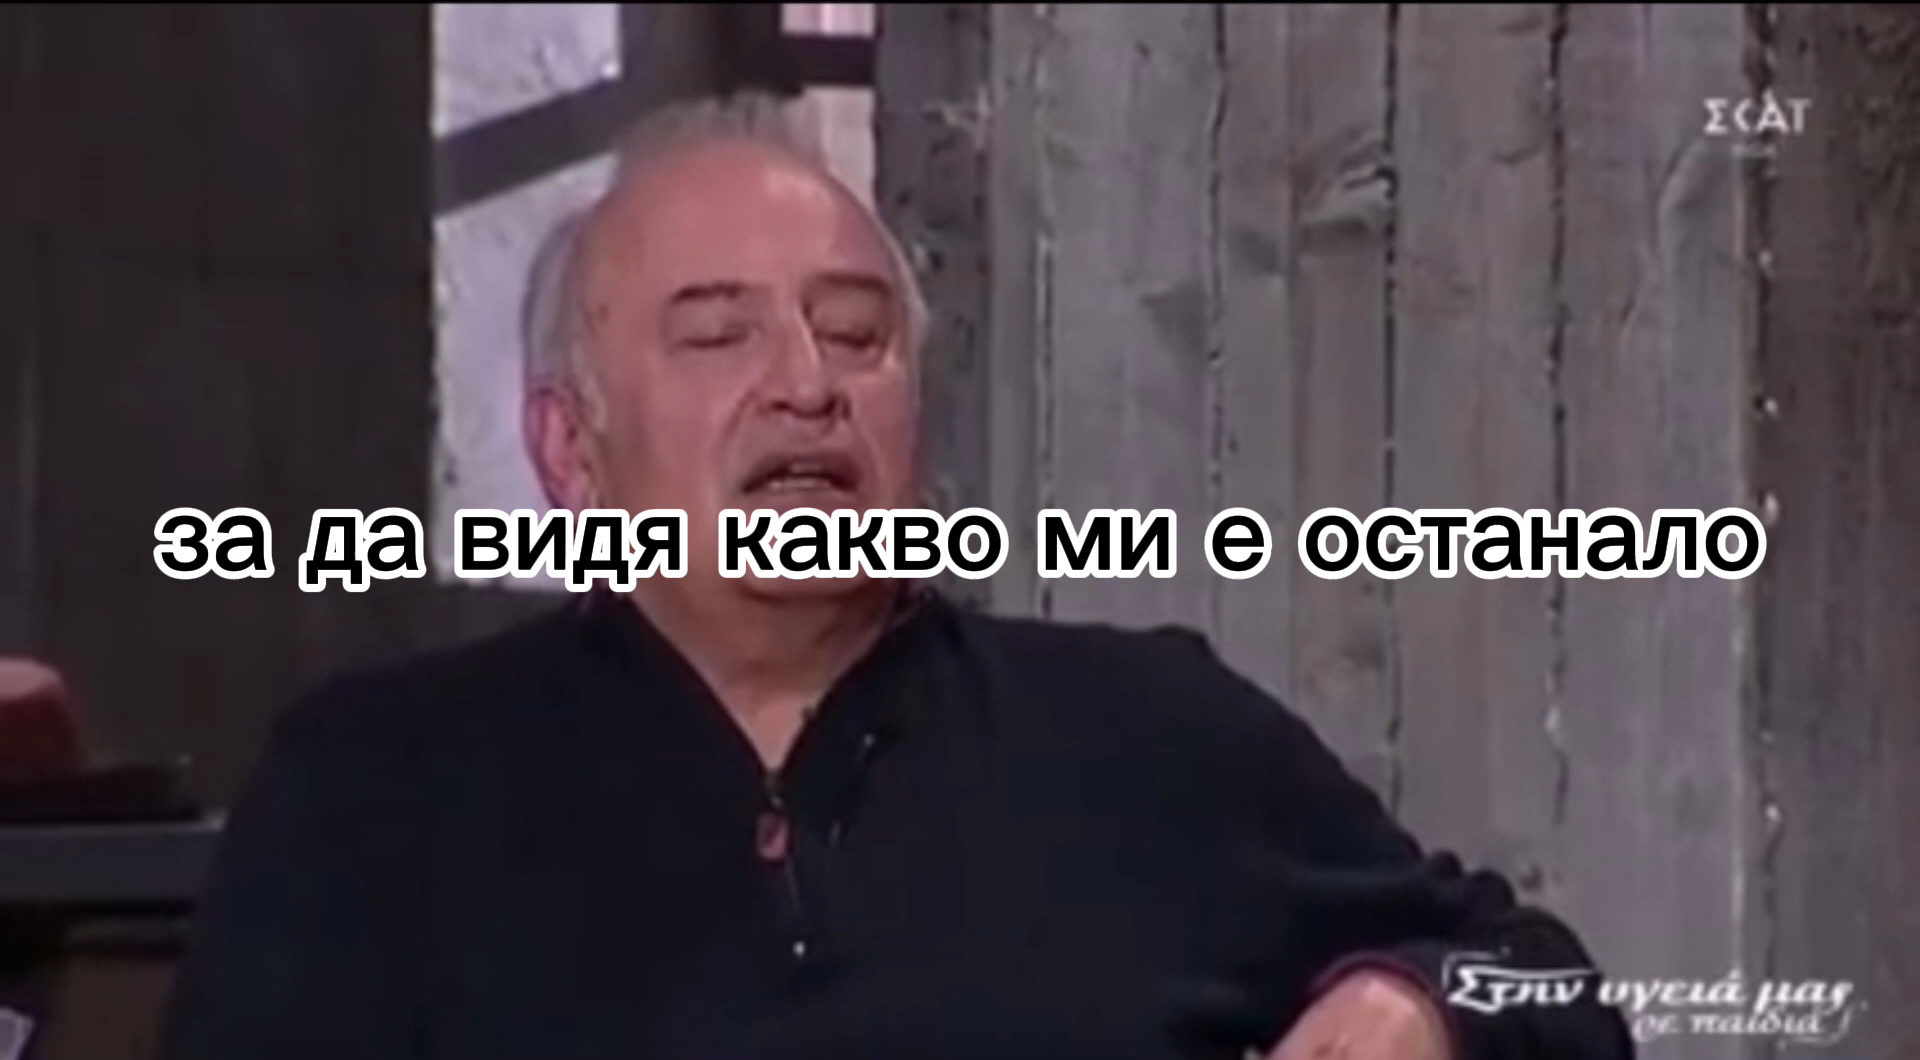 ΣΚΑΪ
за да видя какво ми е останало
Στην υγειά μας
ρε παιδιά